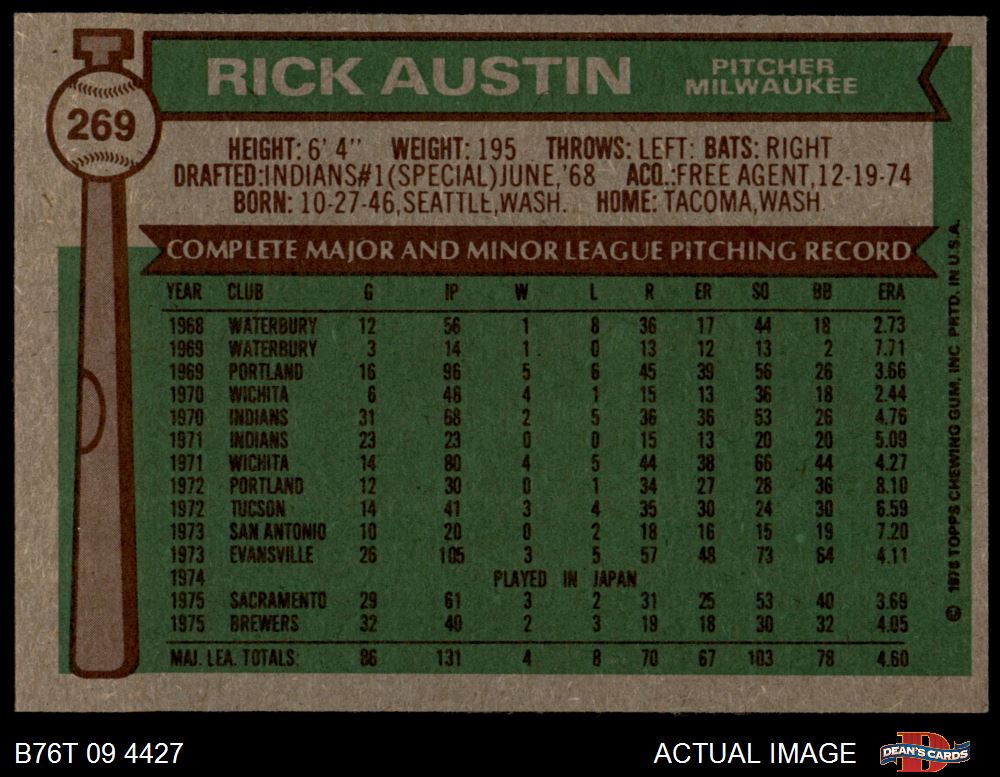 RICK AUSTIN
PITCHER
MILWAUKEE
269
HEIGHT: 6' 4" WEIGHT: 195 THROWS: LEFT: BATS: RIGHT
DRAFTED:INDIANS#1(SPECIAL)JUNE,'68 ACQ.:FREE AGENT,12-19-74
BORN: 10-27-46,SEATTLE,WASH. HOME: TACOMA,WASH.
COMPLETE MAJOR AND MINOR LEAGUE PITCHING RECORD
YEAR CLUB G IP W L R ER SO BB ERA
1968 WATERBURY 12 56 1 8 36 17 44 18 2.73
1969 WATERBURY 3 14 1 0 13 12 13 2 7.71
1969 PORTLAND 16 96 5 6 45 39 56 26 3.66
1970 WICHITA 6 48 4 1 15 13 36 18 2.44
1970 INDIANS 31 68 2 5 36 36 53 26 4.76
1971 INDIANS 23 23 0 0 15 13 20 20 5.09
1971 WICHITA 14 80 4 5 44 38 66 44 4.27
1972 PORTLAND 12 30 0 1 34 27 28 36 8.10
1972 TUCSON 14 41 3 4 35 30 24 30 6.59
1973 SAN ANTONIO 10 20 0 2 18 16 15 19 7.20
1973 EVANSVILLE 26 105 3 5 57 48 73 64 4.11
1974 PLAYED IN JAPAN
1975 SACRAMENTO 29 61 3 2 31 25 53 40 3.69
1975 BREWERS 32 40 2 3 19 18 30 32 4.05
MAJ. LEA. TOTALS: 86 131 4 8 70 67 103 78 4.60
© 1976 TOPPS CHEWING GUM, INC. PRTD. IN U.S.A.
B76T 09 4427
ACTUAL IMAGE
D
DEAN'S CARDS